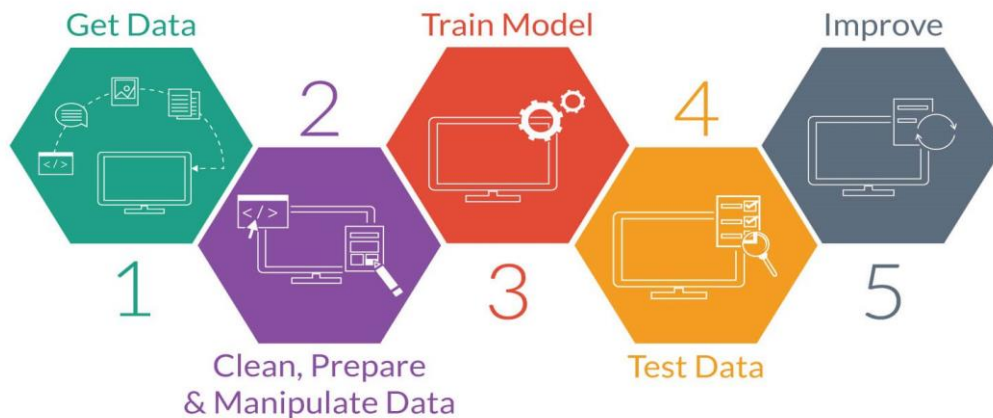 Get Data
1
2
Clean, Prepare
& Manipulate Data
Train Model
3
4
Test Data
Improve
5
</>
</>